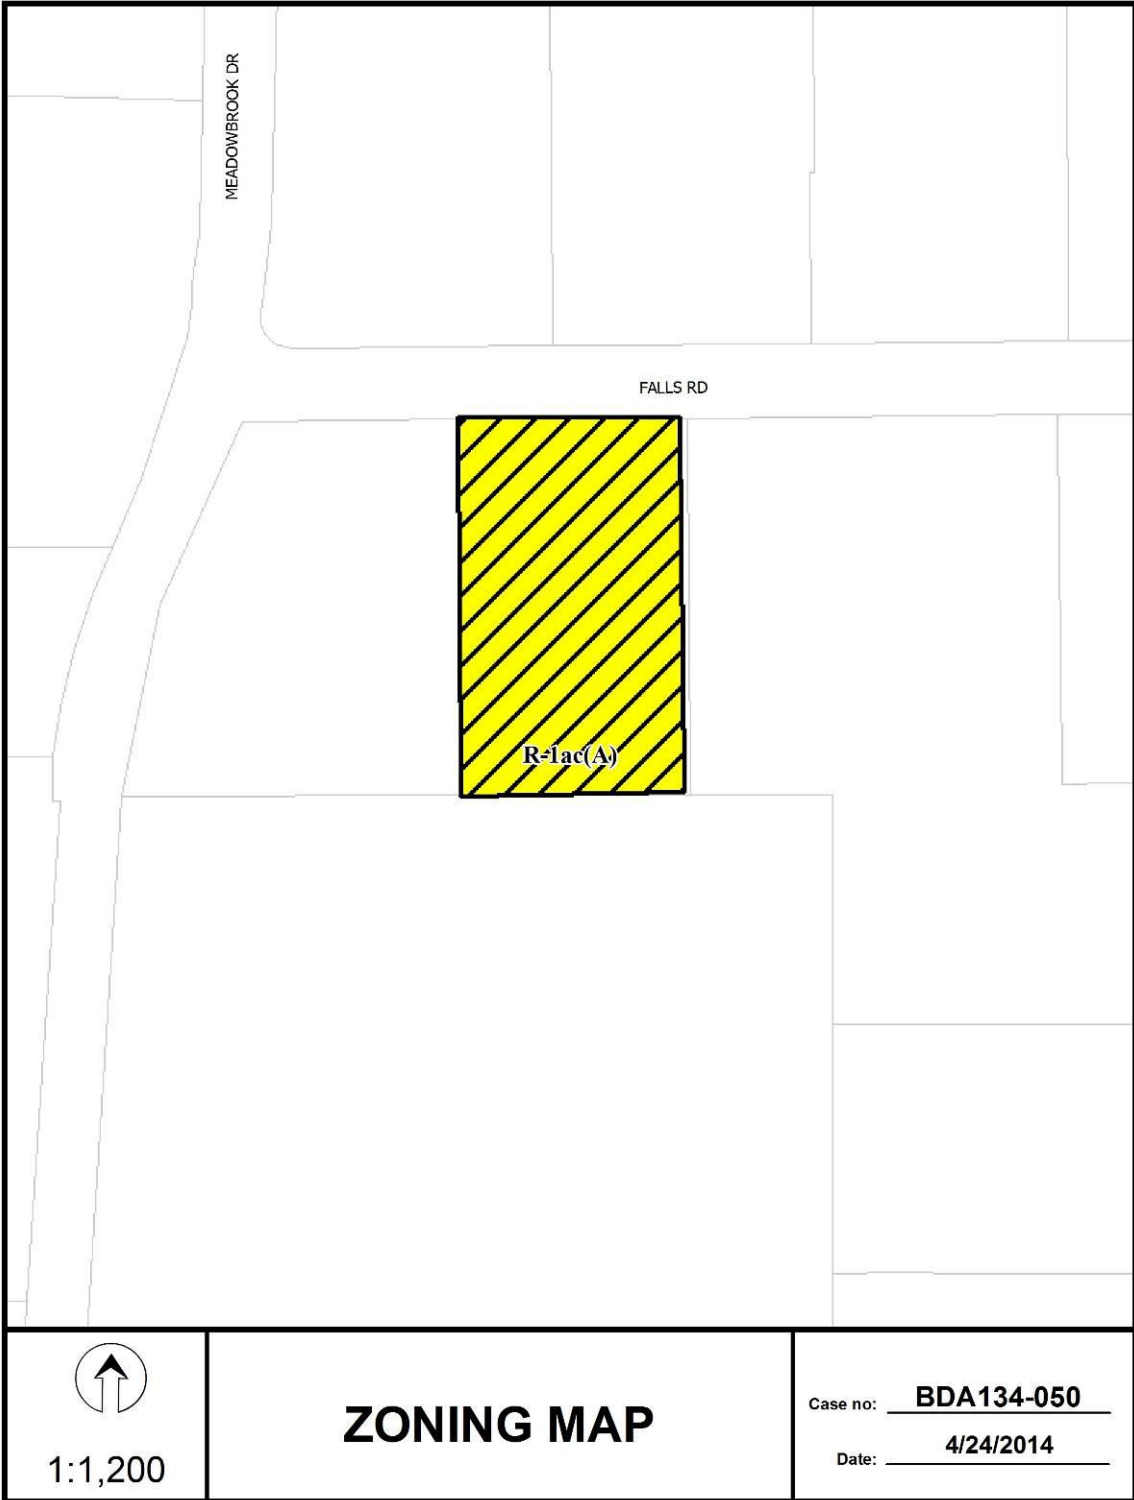 MEADOWBROOK DR
FALLS RD
R-1ac(A)
1:1,200
ZONING MAP
Case no: BDA134-050
Date: 4/24/2014